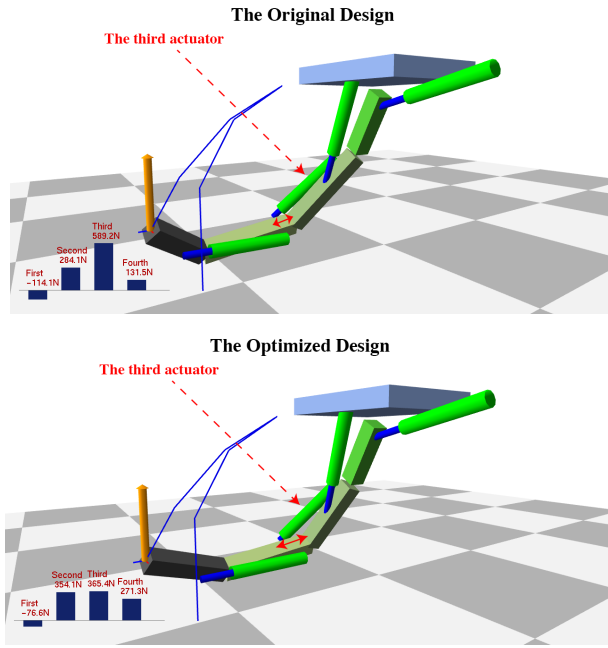 The Original Design
The third actuator
Third
589.2N
Second
284.1N
Fourth
131.5N
First
-114.1N
The Optimized Design
The third actuator
Second
354.1N
Third
365.4N
Fourth
271.3N
First
-76.6N